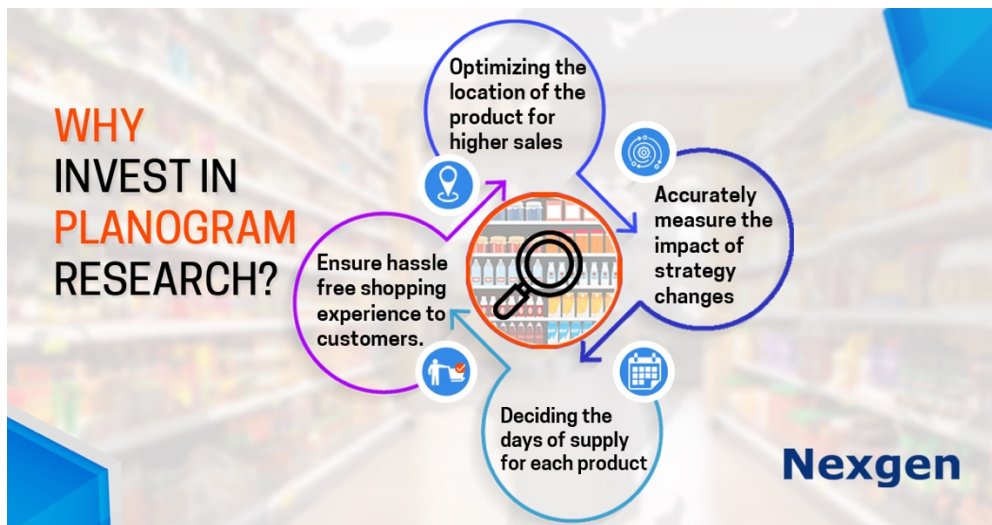 WHY
INVEST IN
PLANOGRAM
RESEARCH?
Optimizing the
location of the
product for
higher sales
Accurately
measure the
impact of
strategy
changes
Deciding the
days of supply
for each product
Ensure hassle
free shopping
experience to
customers.
Nexgen